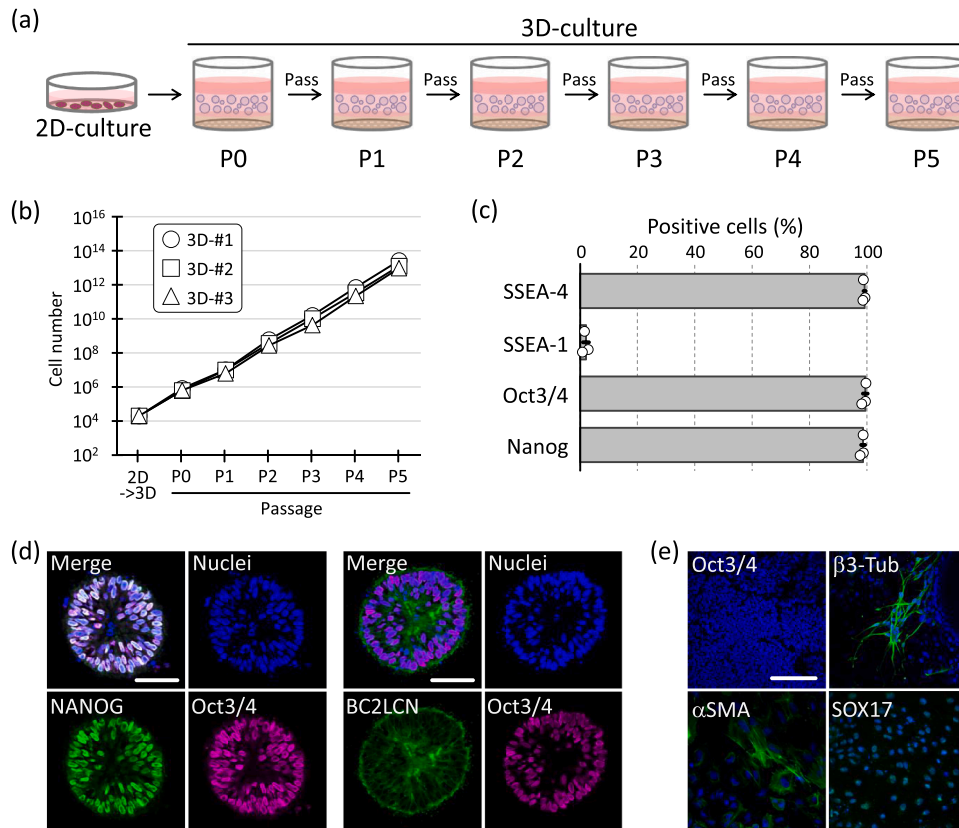 (a)
3D-culture
Pass Pass Pass Pass Pass
2D-culture
P0 P1 P2 P3 P4 P5
(b)
Cell number
10^16
10^14
10^12
10^10
10^8
10^6
10^4
10^2
3D-#1
3D-#2
3D-#3
2D ->3D P0 P1 P2 P3 P4 P5
Passage
(c)
Positive cells (%)
0 20 40 60 80 100
SSEA-4
SSEA-1
Oct3/4
Nanog
(d)
Merge Nuclei Merge Nuclei
NANOG Oct3/4 BC2LCN Oct3/4
(e)
Oct3/4 β3-Tub
αSMA SOX17